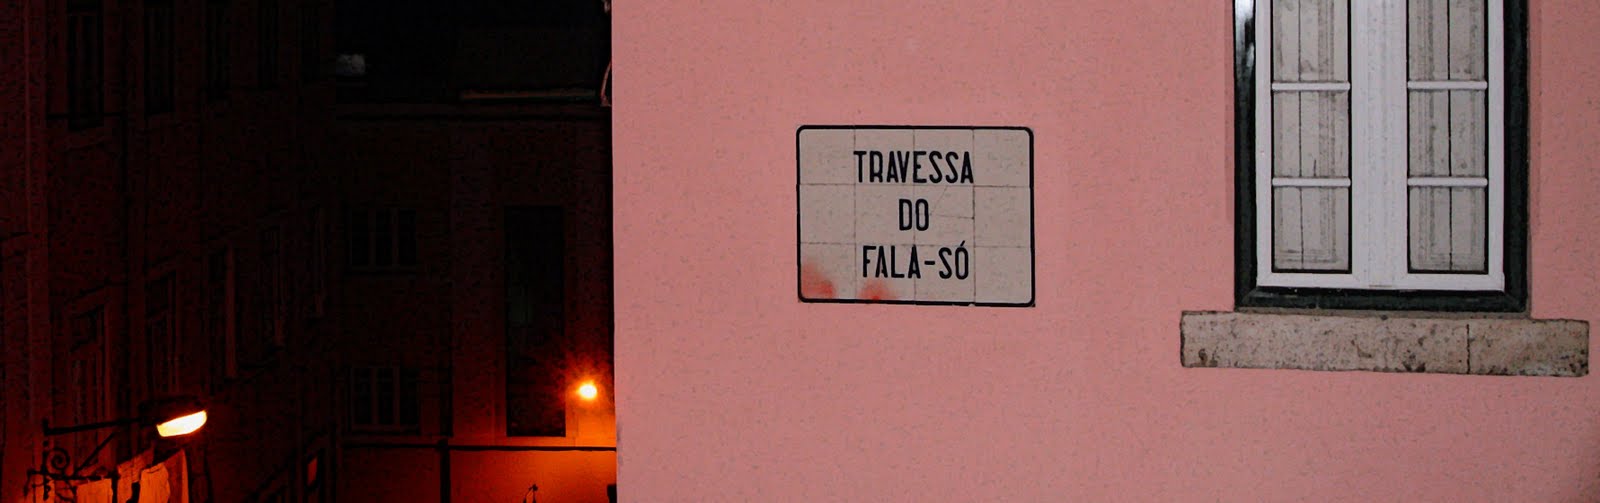 TRAVESSA
DO
FALA-SÓ